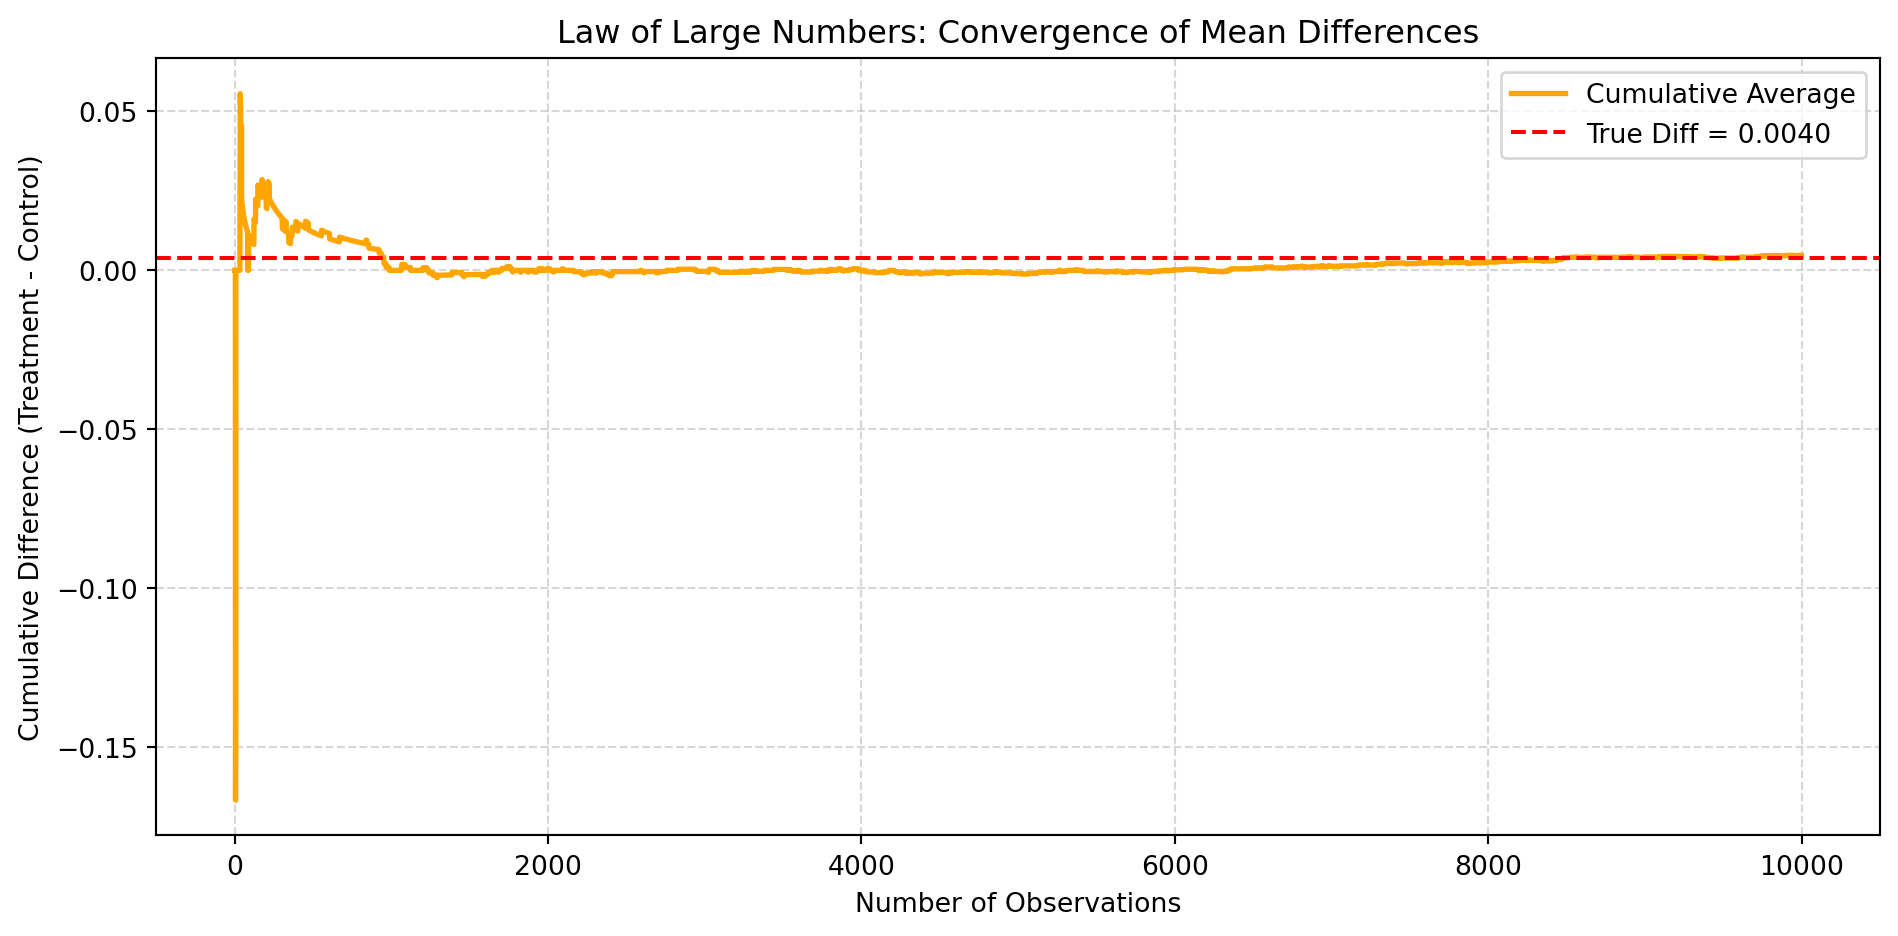 Law of Large Numbers: Convergence of Mean Differences
Cumulative Average
True Diff = 0.0040
Cumulative Difference (Treatment - Control)
0.05
0.00
−0.05
−0.10
−0.15
0 2000 4000 6000 8000 10000
Number of Observations